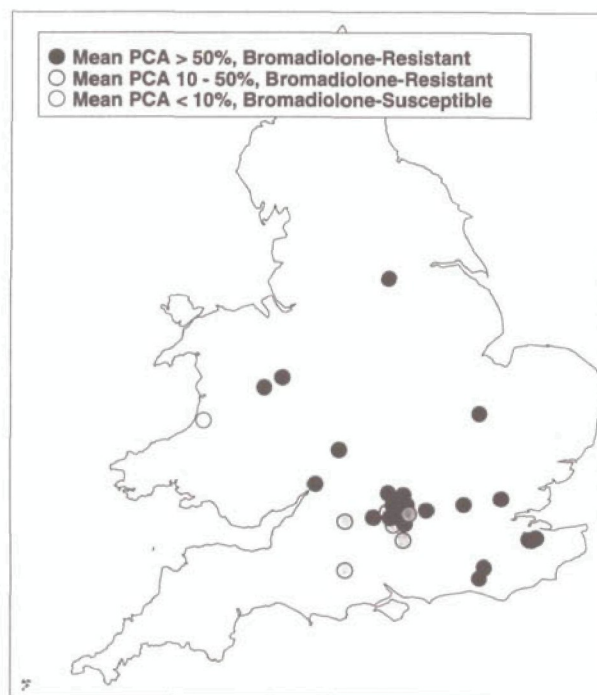 Mean PCA > 50%, Bromadiolone-Resistant
Mean PCA 10 - 50%, Bromadiolone-Resistant
Mean PCA < 10%, Bromadiolone-Susceptible